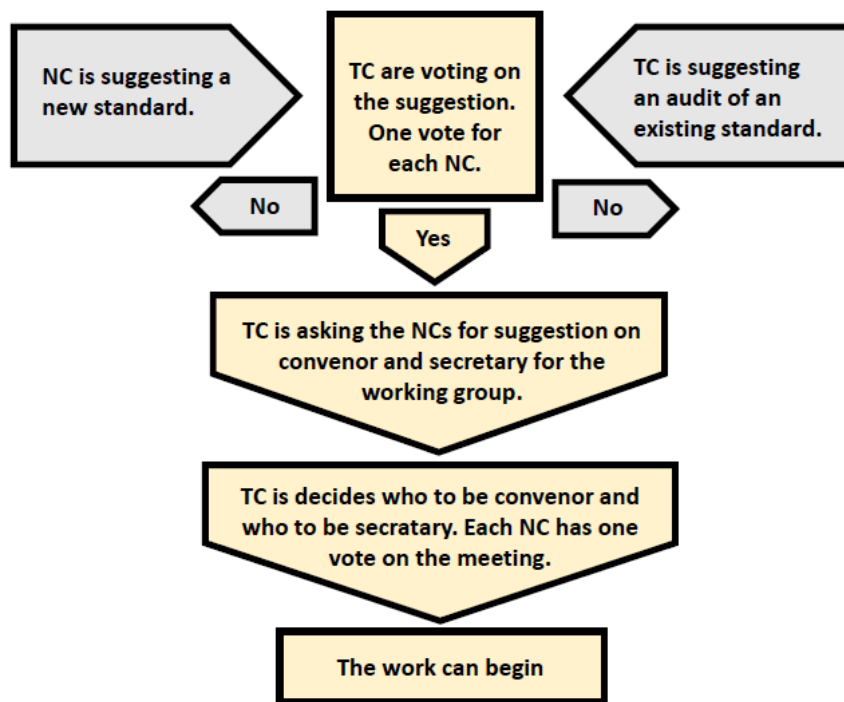 NC is suggesting a
new standard.
TC are voting on
the suggestion.
One vote for
each NC.
TC is suggesting
an audit of an
existing standard.
No
No
Yes
TC is asking the NCs for suggestion on
convenor and secretary for the
working group.
TC is decides who to be convenor and
who to be secratary. Each NC has one
vote on the meeting.
The work can begin